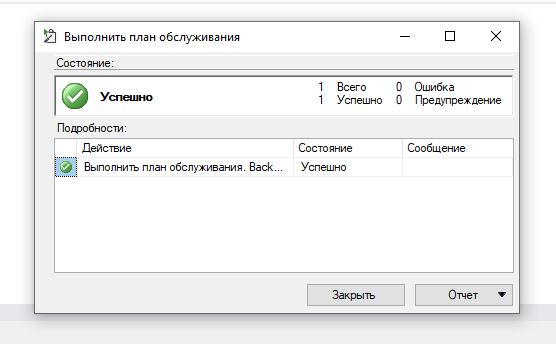 Выполнить план обслуживания
Состояние:
Успешно
1 Всего 0 Ошибка
1 Успешно 0 Предупреждение
Подробности:
Действие Состояние Сообщение
Выполнить план обслуживания. Back... Успешно
Закрыть Отчет